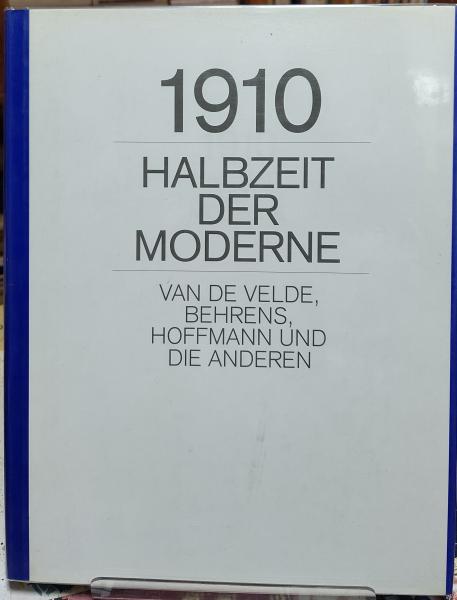 1910
HALBZEIT
DER
MODERNE
VAN DE VELDE,
BEHRENS,
HOFFMANN UND
DIE ANDEREN